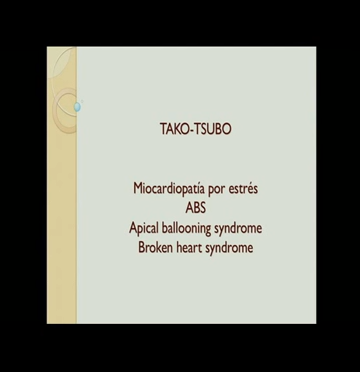 TAKO-TSUBO
Miocardiopatía por estrés
ABS
Apical ballooning syndrome
Broken heart syndrome